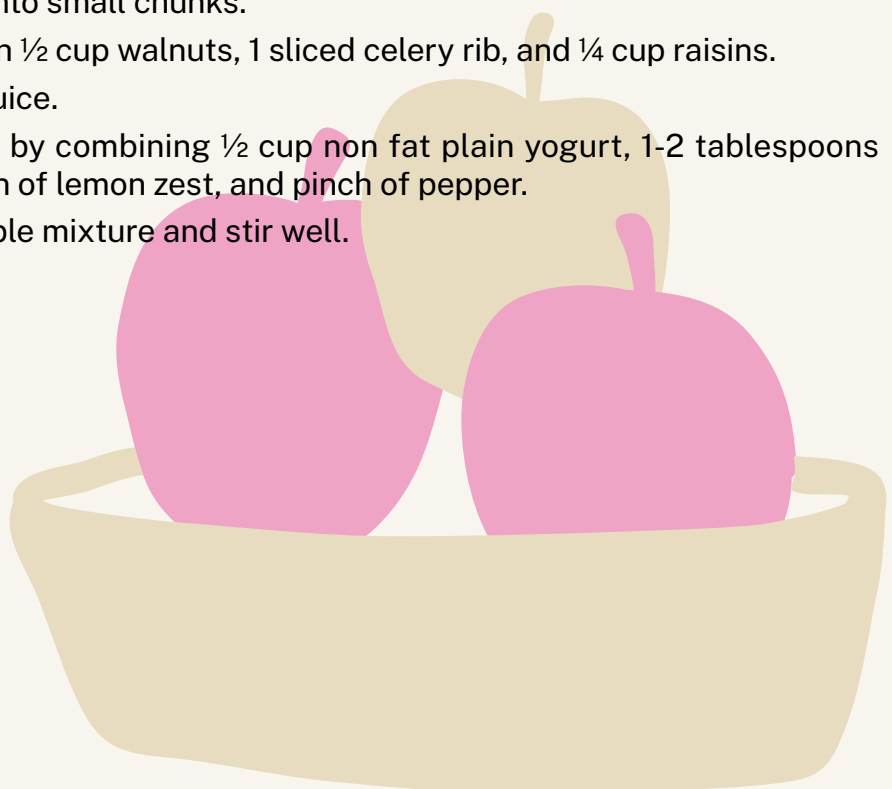 nto small chunks.
n ½ cup walnuts, 1 sliced celery rib, and ¼ cup raisins.
uice.
by combining ½ cup non fat plain yogurt, 1-2 tablespoons
n of lemon zest, and pinch of pepper.
ple mixture and stir well.